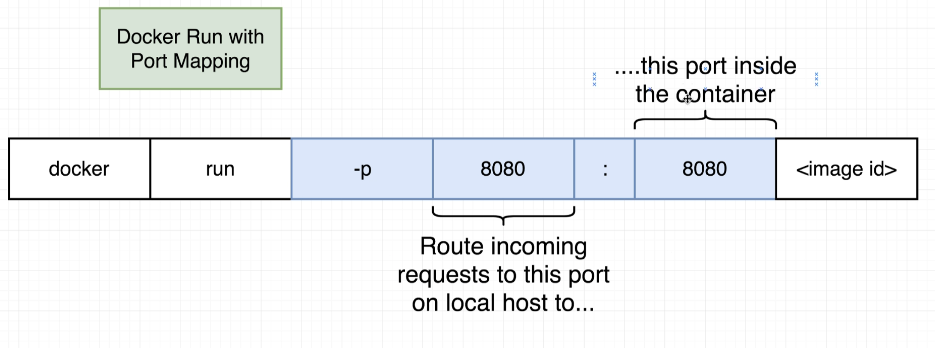 Docker Run with
Port Mapping
....this port inside
the container
docker run -p 8080 : 8080 <image id>
Route incoming
requests to this port
on local host to...